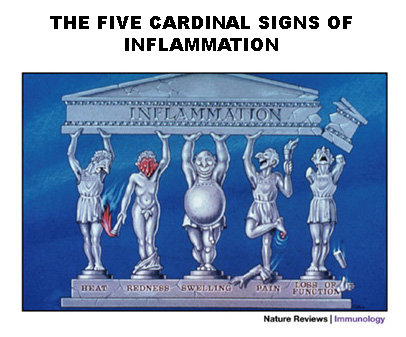 THE FIVE CARDINAL SIGNS OF
INFLAMMATION
INFLAMMATION
HEAT REDNESS SWELLING PAIN LOSS OF
FUNCTION
Nature Reviews | Immunology